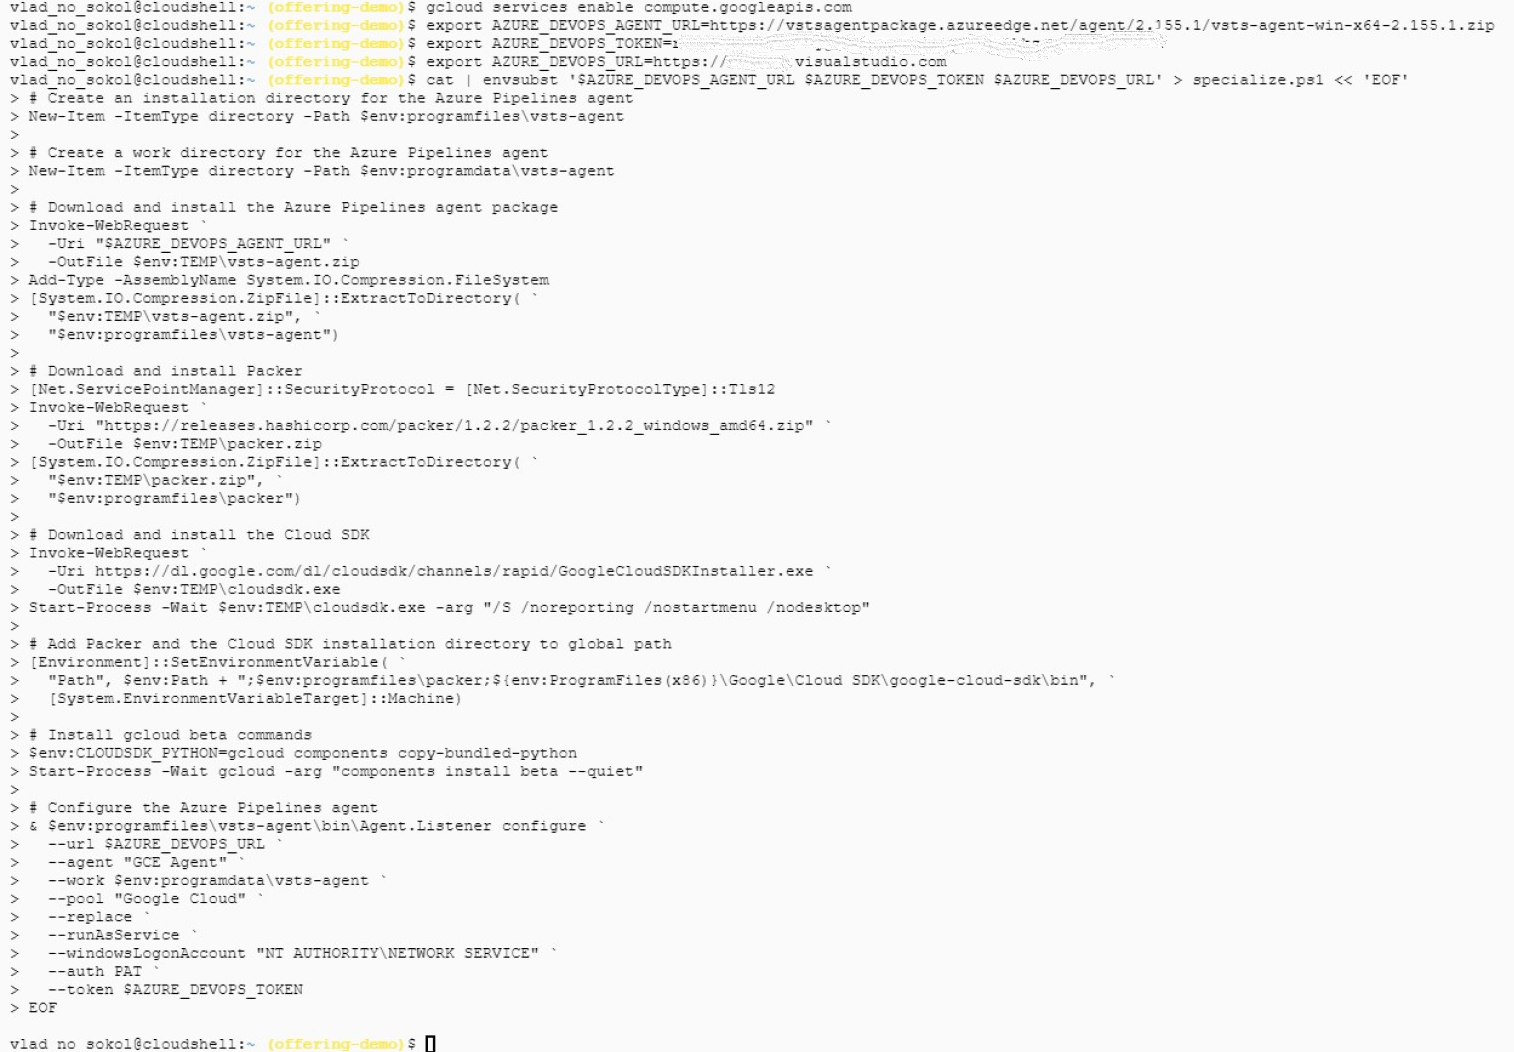 vlad_no_sokol@cloudshell:~ (offering-demo)$ gcloud services enable compute.googleapis.com
vlad_no_sokol@cloudshell:~ (offering-demo)$ export AZURE_DEVOPS_AGENT_URL=https://vstsagentpackage.azureedge.net/agent/2.155.1/vsts-agent-win-x64-2.155.1.zip
vlad_no_sokol@cloudshell:~ (offering-demo)$ export AZURE_DEVOPS_TOKEN=
vlad_no_sokol@cloudshell:~ (offering-demo)$ export AZURE_DEVOPS_URL=https:// .visualstudio.com
vlad_no_sokol@cloudshell:~ (offering-demo)$ cat | envsubst '$AZURE_DEVOPS_AGENT_URL $AZURE_DEVOPS_TOKEN $AZURE_DEVOPS_URL' > specialize.ps1 << 'EOF'
> # Create an installation directory for the Azure Pipelines agent
> New-Item -ItemType directory -Path $env:programfiles\vsts-agent
>
> # Create a work directory for the Azure Pipelines agent
> New-Item -ItemType directory -Path $env:programdata\vsts-agent
>
> # Download and install the Azure Pipelines agent package
> Invoke-WebRequest `
>   -Uri "$AZURE_DEVOPS_AGENT_URL" `
>   -OutFile $env:TEMP\vsts-agent.zip
> Add-Type -AssemblyName System.IO.Compression.FileSystem
> [System.IO.Compression.ZipFile]::ExtractToDirectory( `
>   "$env:TEMP\vsts-agent.zip", `
>   "$env:programfiles\vsts-agent")
>
> # Download and install Packer
> [Net.ServicePointManager]::SecurityProtocol = [Net.SecurityProtocolType]::Tls12
> Invoke-WebRequest `
>   -Uri "https://releases.hashicorp.com/packer/1.2.2/packer_1.2.2_windows_amd64.zip" `
>   -OutFile $env:TEMP\packer.zip
> [System.IO.Compression.ZipFile]::ExtractToDirectory( `
>   "$env:TEMP\packer.zip", `
>   "$env:programfiles\packer")
>
> # Download and install the Cloud SDK
> Invoke-WebRequest `
>   -Uri https://dl.google.com/dl/cloudsdk/channels/rapid/GoogleCloudSDKInstaller.exe `
>   -OutFile $env:TEMP\cloudsdk.exe
> Start-Process -Wait $env:TEMP\cloudsdk.exe -arg "/S /noreporting /nostartmenu /nodesktop"
>
> # Add Packer and the Cloud SDK installation directory to global path
> [Environment]::SetEnvironmentVariable( `
>   "Path", $env:Path + ";$env:programfiles\packer;${env:ProgramFiles(x86)}\Google\Cloud SDK\google-cloud-sdk\bin", `
>   [System.EnvironmentVariableTarget]::Machine)
>
> # Install gcloud beta commands
> $env:CLOUDSDK_PYTHON=gcloud components copy-bundled-python
> Start-Process -Wait gcloud -arg "components install beta --quiet"
>
> # Configure the Azure Pipelines agent
> & $env:programfiles\vsts-agent\bin\Agent.Listener configure `
>   --url $AZURE_DEVOPS_URL `
>   --agent "GCE Agent" `
>   --work $env:programdata\vsts-agent `
>   --pool "Google Cloud" `
>   --replace `
>   --runAsService `
>   --windowsLogonAccount "NT AUTHORITY\NETWORK SERVICE" `
>   --auth PAT `
>   --token $AZURE_DEVOPS_TOKEN
> EOF
vlad_no_sokol@cloudshell:~ (offering-demo)$